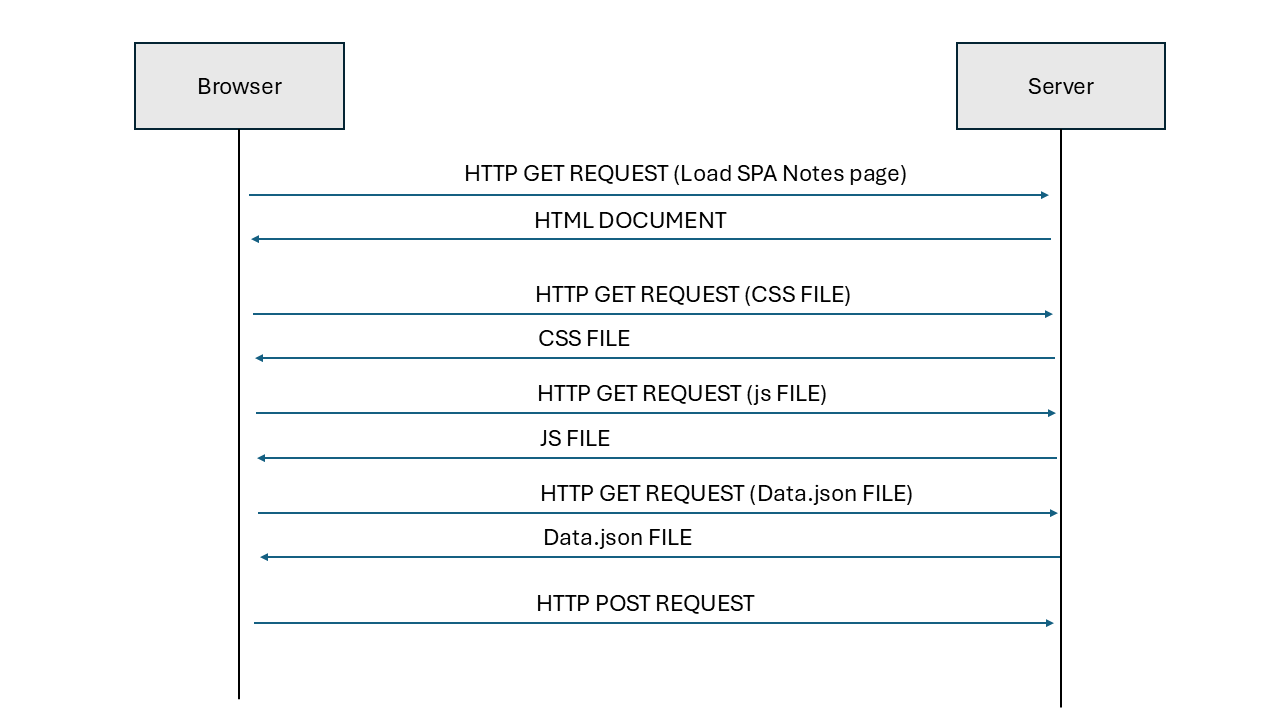 Browser
Server
HTTP GET REQUEST (Load SPA Notes page)
HTML DOCUMENT
HTTP GET REQUEST (CSS FILE)
CSS FILE
HTTP GET REQUEST (js FILE)
JS FILE
HTTP GET REQUEST (Data.json FILE)
Data.json FILE
HTTP POST REQUEST